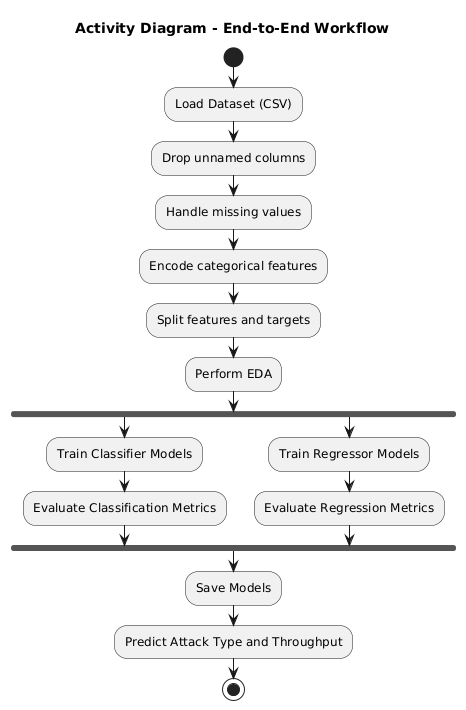 Activity Diagram - End-to-End Workflow
Load Dataset (CSV)
Drop unnamed columns
Handle missing values
Encode categorical features
Split features and targets
Perform EDA
Train Classifier Models
Train Regressor Models
Evaluate Classification Metrics
Evaluate Regression Metrics
Save Models
Predict Attack Type and Throughput